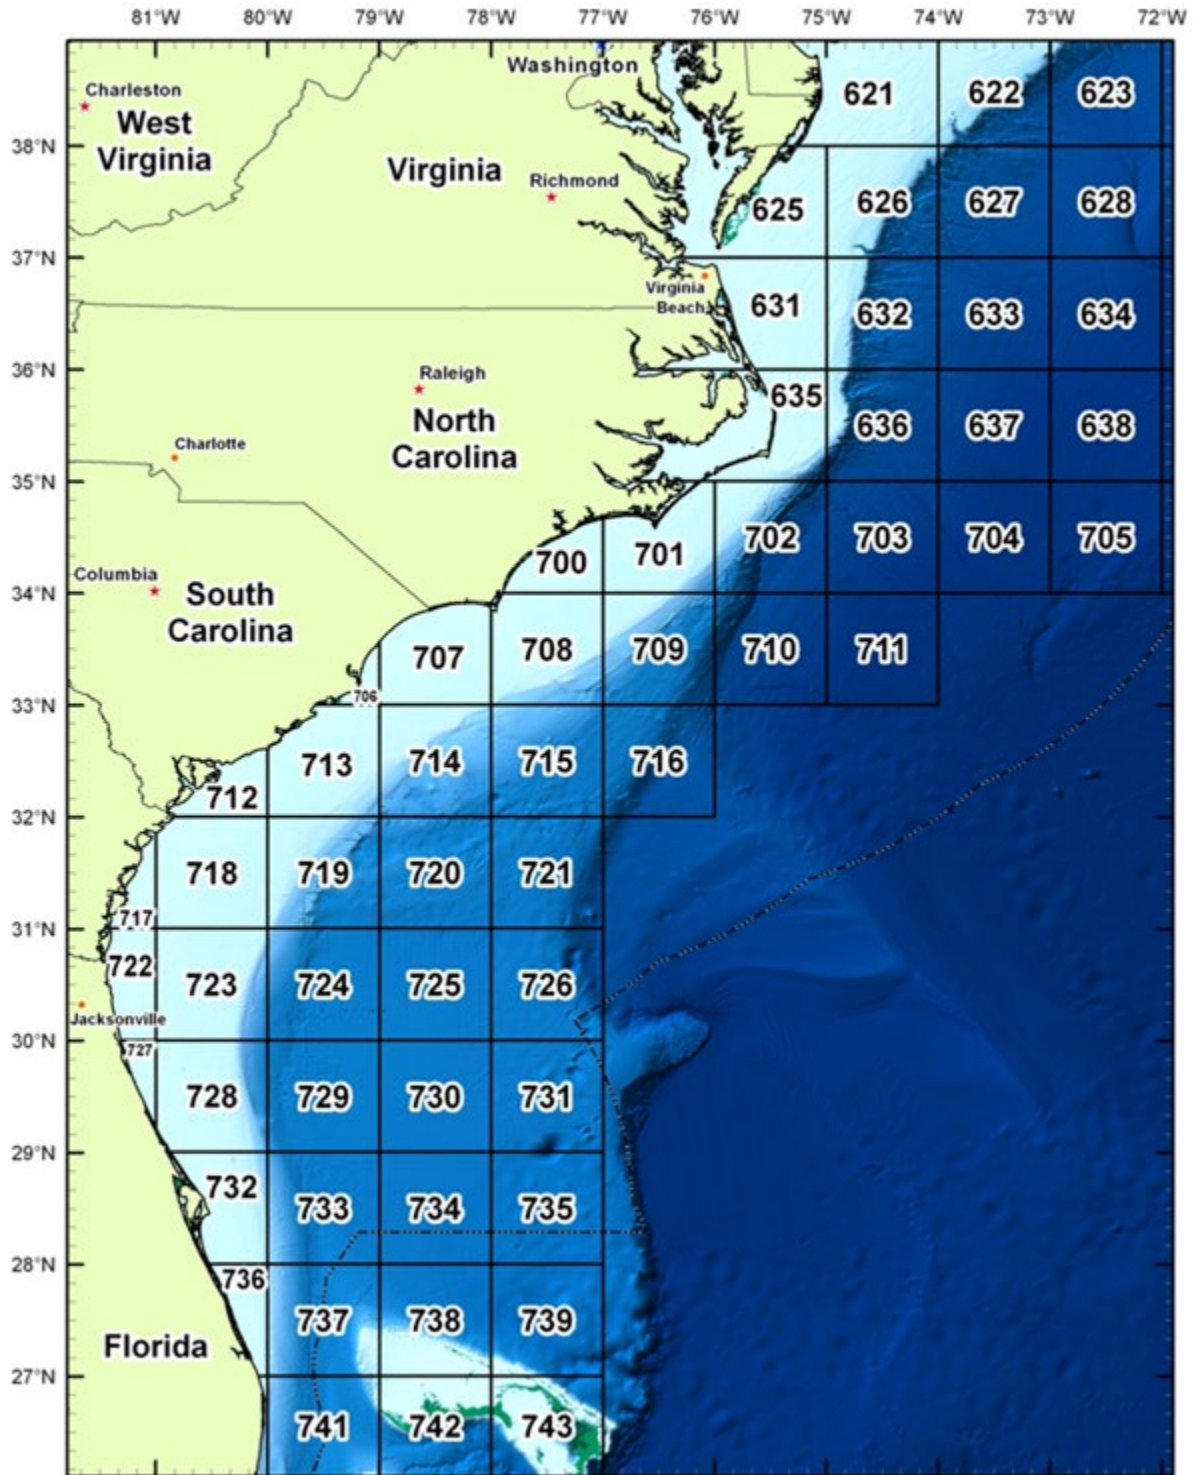 81°W 80°W 79°W 78°W 77°W 76°W 75°W 74°W 73°W 72°W
Washington
Charleston
621 622 623
West
Virginia
38°N
Virginia
Richmond
625 626 627 628
37°N
Virginia
Beach
631 632 633 634
36°N
Raleigh
635
North
Carolina
636 637 638
Charlotte
35°N
700 701 702 703 704 705
Columbia
34°N
South
Carolina
707 708 709 710 711
706
33°N
712 713 714 715 716
32°N
718 719 720 721
717
31°N
722 723 724 725 726
Jacksonville
30°N
727
728 729 730 731
29°N
732 733 734 735
28°N
736
737 738 739
Florida
27°N
741 742 743